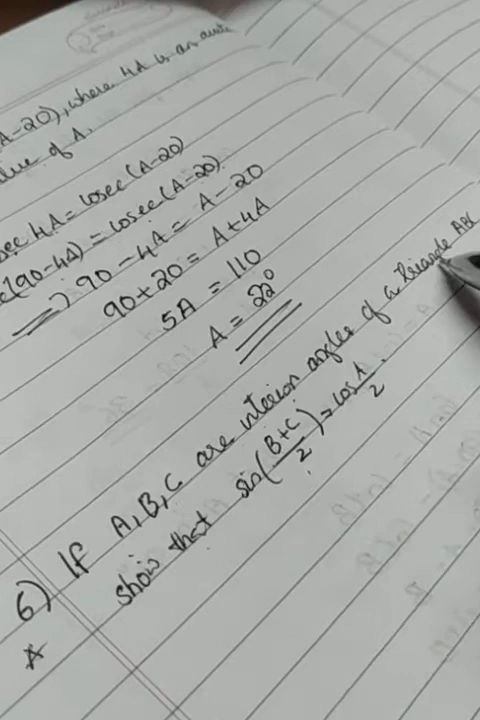 A-20), where 4A is an acute
value of A.
sec 4A = cosec (A-20)
c(90-4A) = cosec(A-20)
=> 90 - 4A = A - 20
90+20 = A+4A
5A = 110
A = 22°
6) If A,B,C are interior angles of a triangle ABC
show that sin(B+C/2) = cos A/2.
A